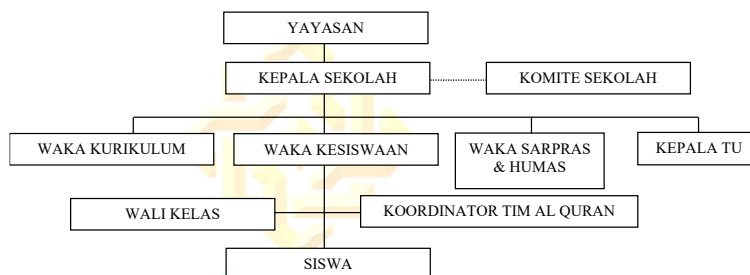 YAYASAN
KEPALA SEKOLAH
KOMITE SEKOLAH
WAKA KURIKULUM
WAKA KESISWAAN
WAKA SARPRAS
& HUMAS
KEPALA TU
WALI KELAS
KOORDINATOR TIM AL QURAN
SISWA